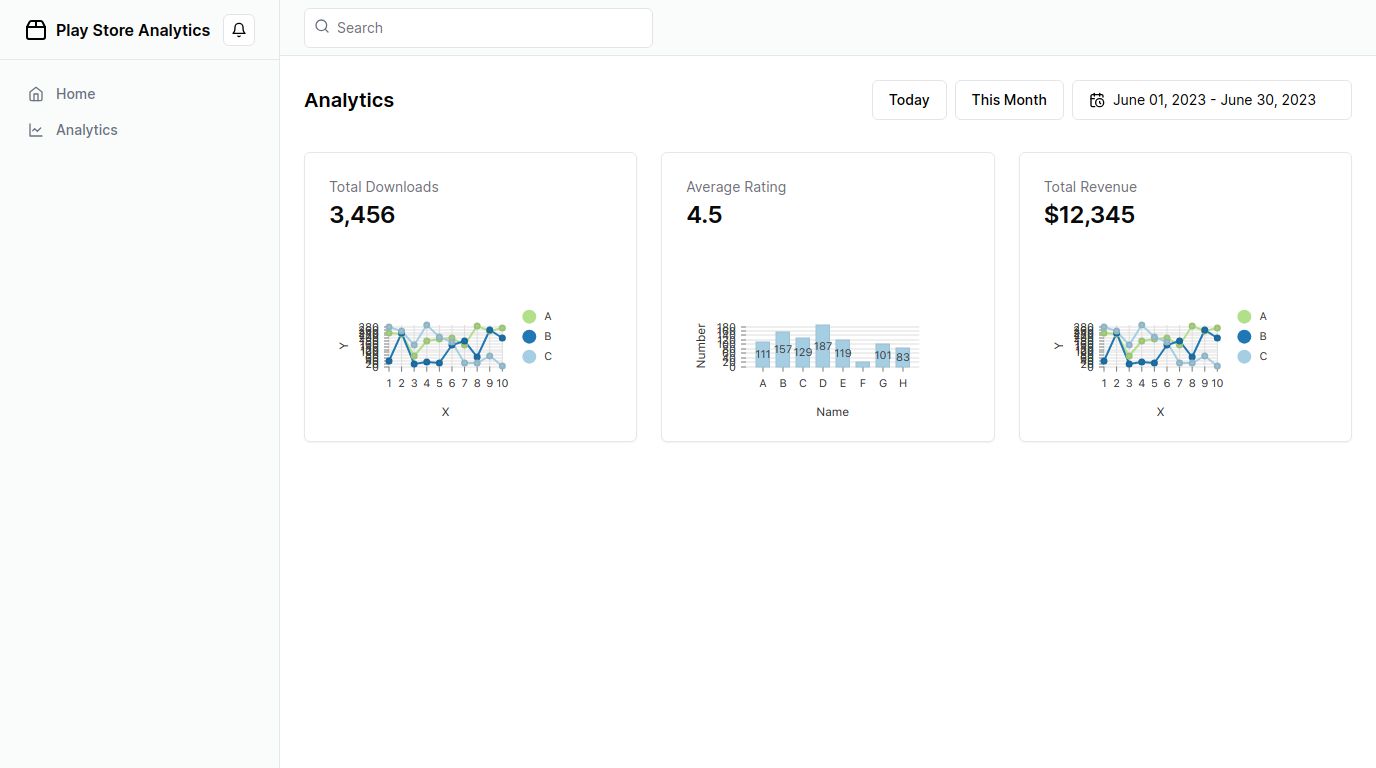 Play Store Analytics
Search
Home
Analytics
Analytics
Today
This Month
June 01, 2023 - June 30, 2023
Total Downloads
3,456
Y
1 2 3 4 5 6 7 8 9 10
X
A
B
C
Average Rating
4.5
Number
111 157 129 187 119 101 83
A B C D E F G H
Name
Total Revenue
$12,345
Y
1 2 3 4 5 6 7 8 9 10
X
A
B
C